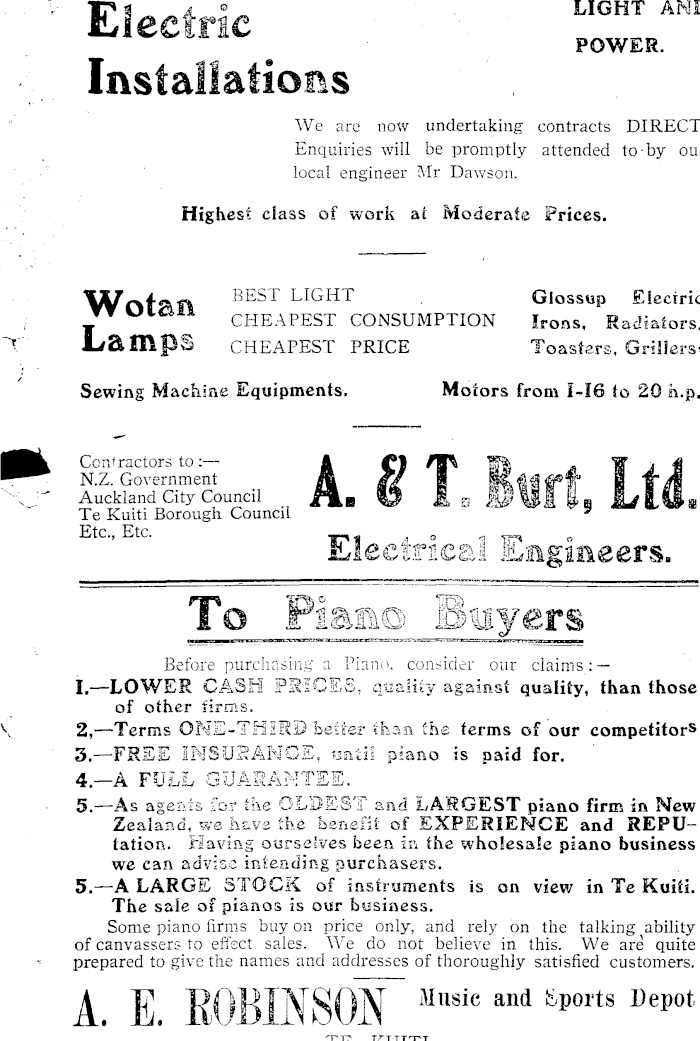 Electric
Installations
LIGHT AND
POWER.
We are now undertaking contracts DIRECT
Enquiries will be promptly attended to by ou
local engineer Mr Dawson.
Highest class of work at Moderate Prices.
Wotan
Lamps
BEST LIGHT
CHEAPEST CONSUMPTION
CHEAPEST PRICE
Glossup Electric
Irons, Radiators,
Toasters, Grillers
Sewing Machine Equipments.
Motors from 1-16 to 20 h.p.
Contractors to :—
N.Z. Government
Auckland City Council
Te Kuiti Borough Council
Etc., Etc.
A. & T. Burt, Ltd.
Electrical Engineers.
To Piano Buyers
Before purchasing a Piano, consider our claims :—
1.—LOWER CASH PRICES, quality against quality, than those
of other firms.
2,—Terms ONE-THIRD better than the terms of our competitors
3.—FREE INSURANCE, until piano is paid for.
4.—A FULL GUARANTEE.
5.—As agents for the OLDEST and LARGEST piano firm in New
Zealand, we have the benefit of EXPERIENCE and REPU-
tation. Having ourselves been in the wholesale piano business
we can advise intending purchasers.
5.—A LARGE STOCK of instruments is on view in Te Kuiti.
The sale of pianos is our business.
Some piano firms buy on price only, and rely on the talking ability
of canvassers to effect sales. We do not believe in this. We are quite
prepared to give the names and addresses of thoroughly satisfied customers.
A. E. ROBINSON
Music and Sports Depot
TE KUITI